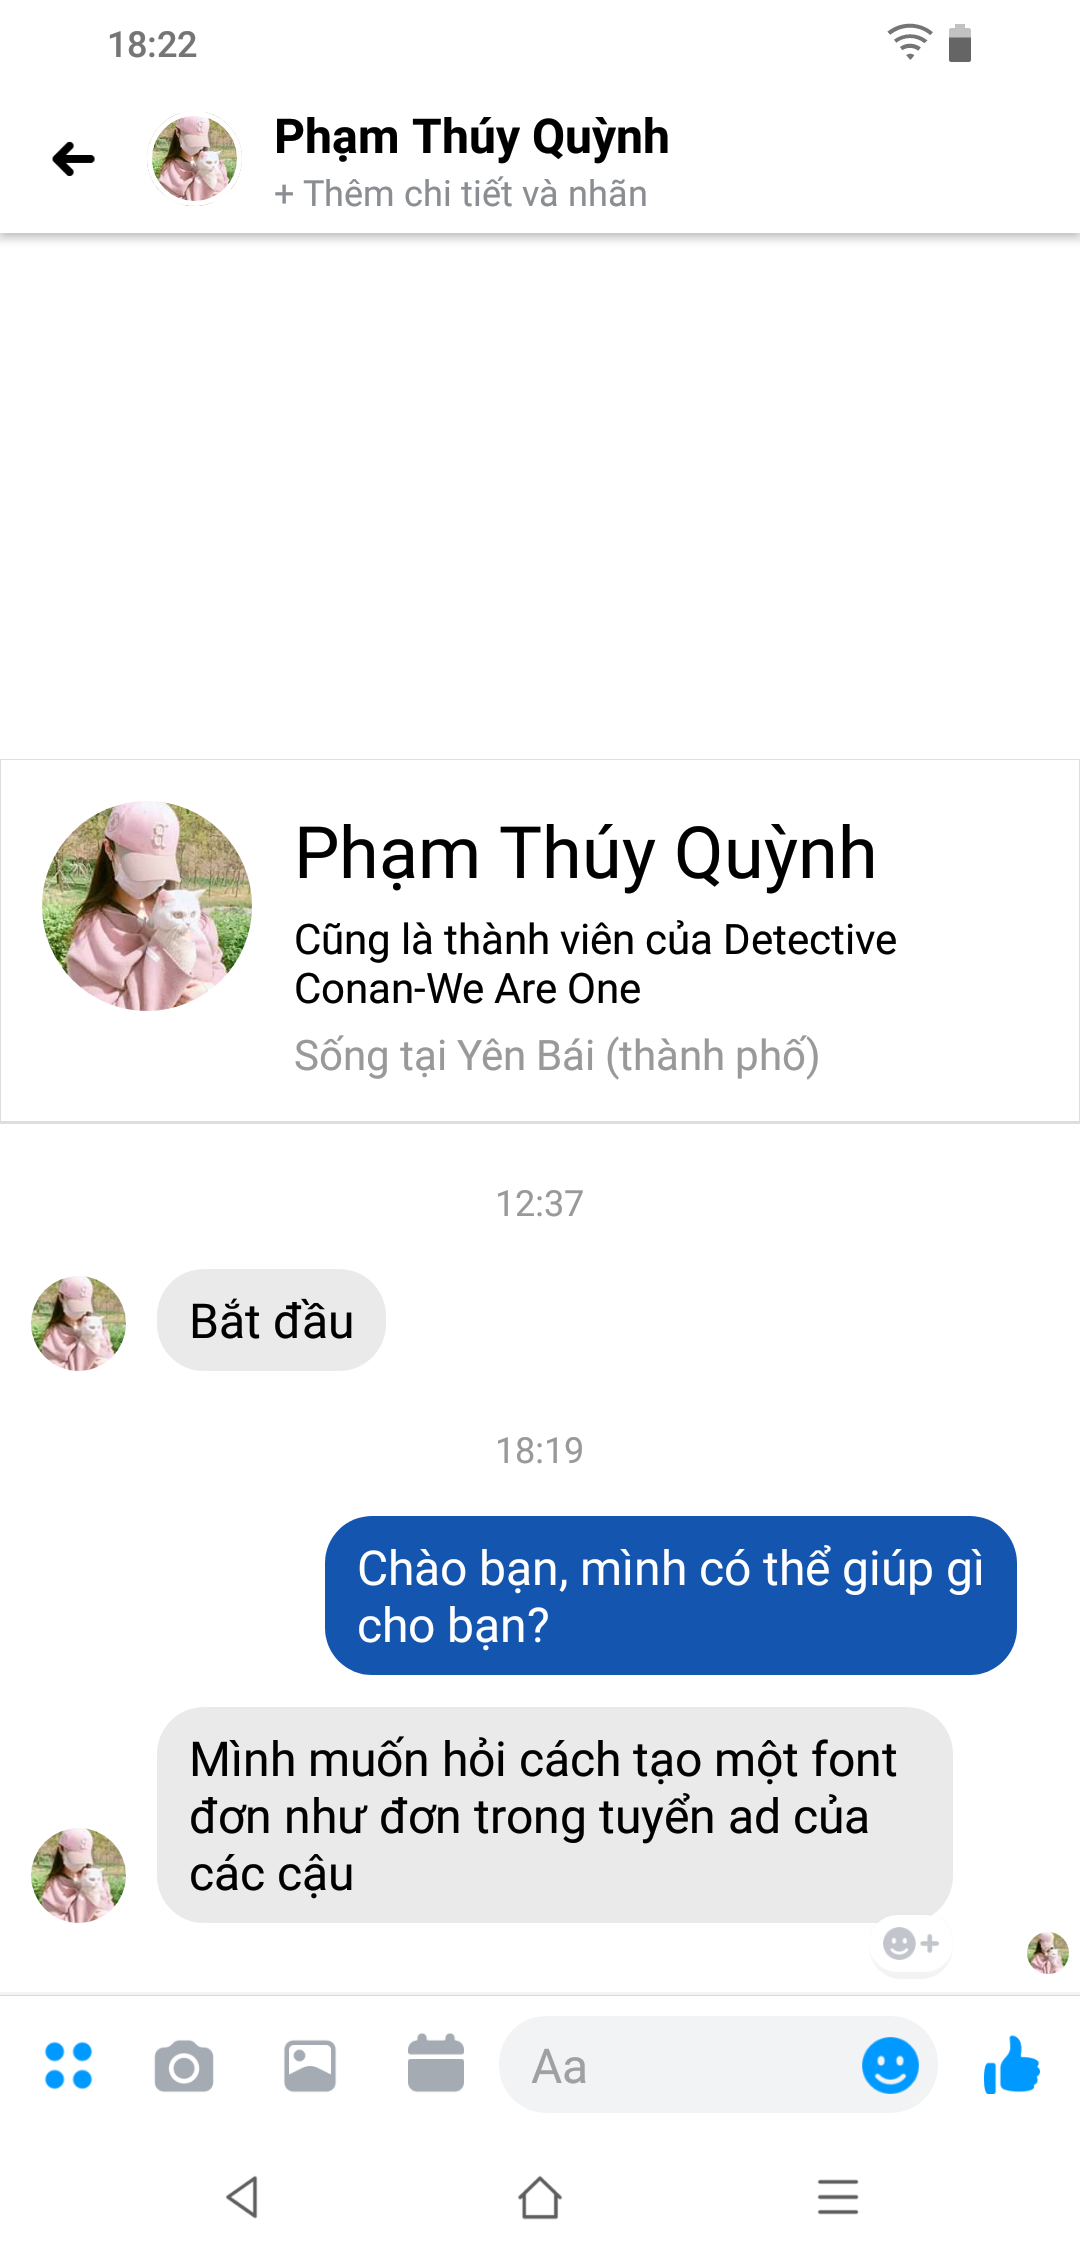 18:22
Phạm Thúy Quỳnh
+ Thêm chi tiết và nhãn
Phạm Thúy Quỳnh
Cũng là thành viên của Detective
Conan-We Are One
Sống tại Yên Bái (thành phố)
12:37
Bắt đầu
18:19
Chào bạn, mình có thể giúp gì
cho bạn?
Mình muốn hỏi cách tạo một font
đơn như đơn trong tuyển ad của
các cậu
Aa